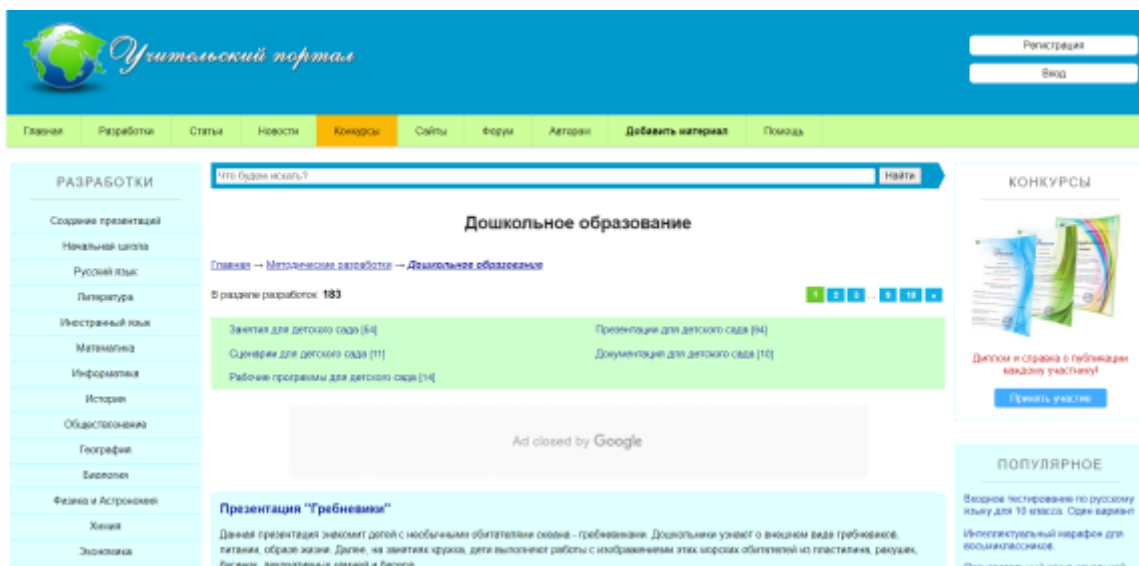 Учительский портал
Регистрация
Вход
Главная
Разработки
Статьи
Новости
Конкурсы
Сайты
Форум
Авторам
Добавить материал
Помощь
РАЗРАБОТКИ
Создание презентаций
Начальная школа
Русский язык
Литература
Иностранный язык
Математика
Информатика
История
Обществознание
География
Биология
Физика и Астрономия
Химия
Экономика
Что будем искать?
Найти
Дошкольное образование
Главная → Методические разработки → Дошкольное образование
В разделе разработок: 183
1 2 3 ... 9 10 »
Занятия для детского сада [54]
Презентации для детского сада [94]
Сценарии для детского сада [11]
Документация для детского сада [10]
Рабочие программы для детского сада [14]
Ad closed by Google
Презентация "Гребневики"
Данная презентация знакомит детей с необычными обитателями океана - гребневиками. Дошкольники узнают о внешнем виде гребневиков,
питании, образе жизни. Далее, на занятиях кружка, дети выполняют работы с изображениями этих морских обитателей из пластилина, ракушек,
КОНКУРСЫ
Диплом и справка о публикации
каждому участнику!
Принять участие
ПОПУЛЯРНОЕ
Входное тестирование по русскому
языку для 10 класса. Один вариант
Интеллектуальный марафон для
восьмиклассников.